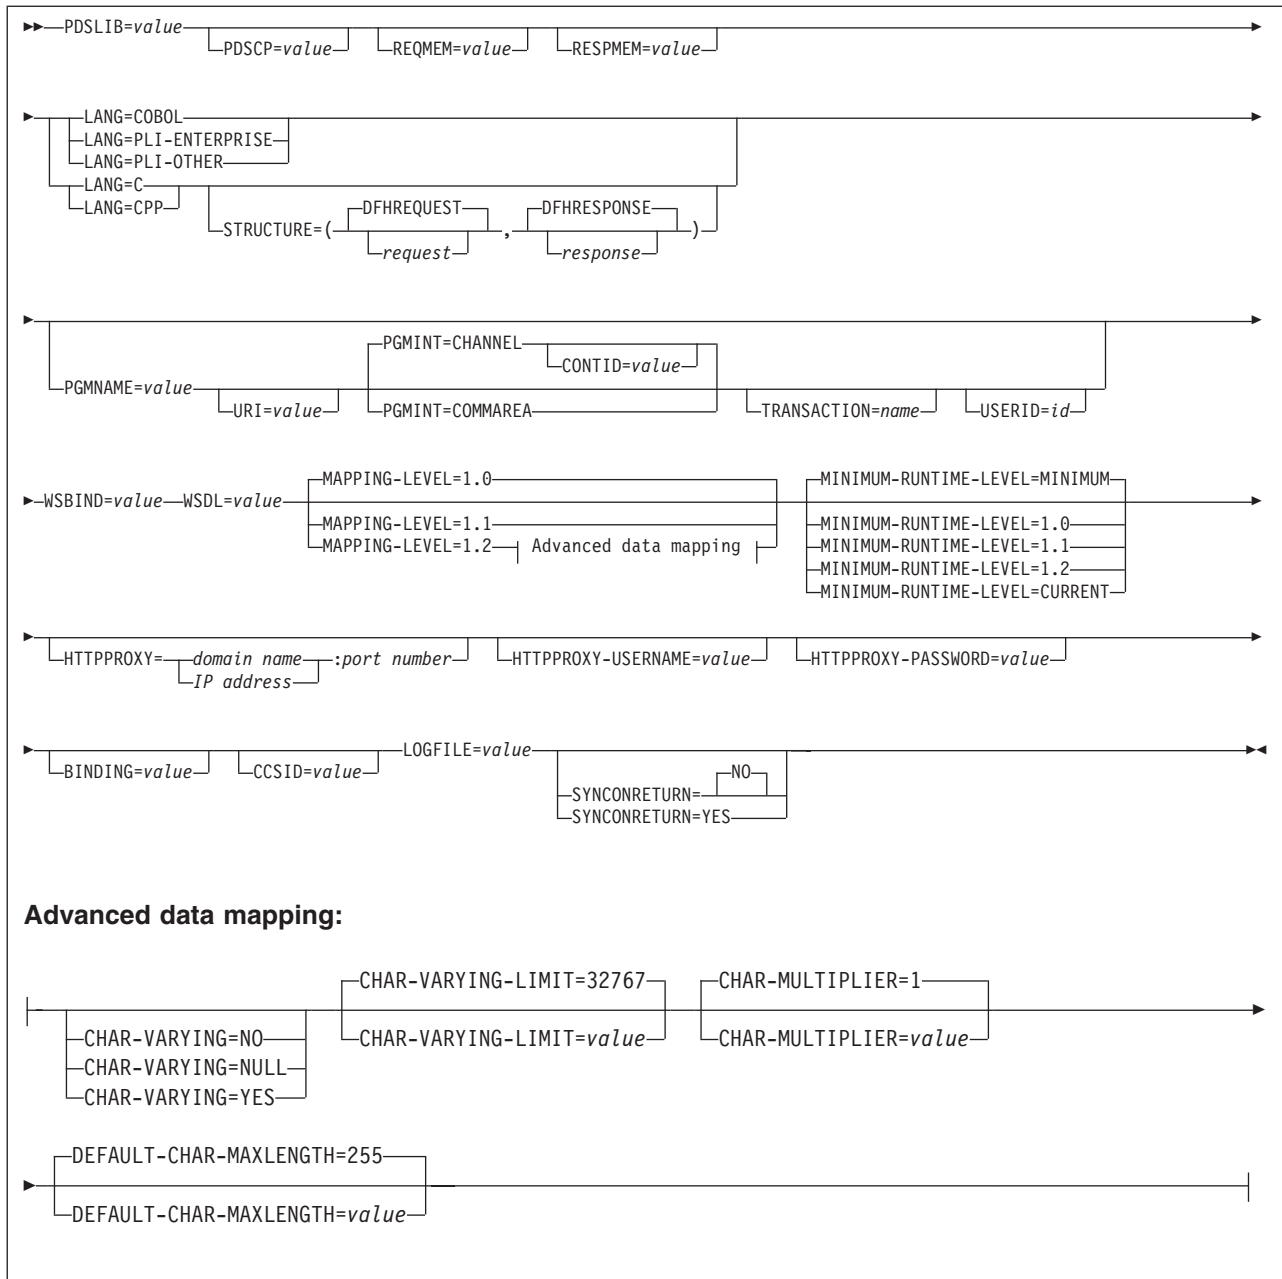 PDSLIB=value
PDSCP=value REQMEM=value RESPMEM=value
LANG=COBOL
LANG=PLI-ENTERPRISE
LANG=PLI-OTHER
LANG=C
LANG=CPP DFHREQUEST DFHRESPONSE
STRUCTURE=( , )
request response
PGMINT=CHANNEL
CONTID=value
PGMNAME=value
URI=value PGMINT=COMMAREA TRANSACTION=name USERID=id
MAPPING-LEVEL=1.0 MINIMUM-RUNTIME-LEVEL=MINIMUM
WSBIND=value WSDL=value
MAPPING-LEVEL=1.1 MINIMUM-RUNTIME-LEVEL=1.0
MAPPING-LEVEL=1.2 Advanced data mapping MINIMUM-RUNTIME-LEVEL=1.1
MINIMUM-RUNTIME-LEVEL=1.2
MINIMUM-RUNTIME-LEVEL=CURRENT
HTTPPROXY= domain name :port number HTTPPROXY-USERNAME=value HTTPPROXY-PASSWORD=value
IP address
LOGFILE=value
BINDING=value CCSID=value NO
SYNCONRETURN=
SYNCONRETURN=YES
Advanced data mapping:
CHAR-VARYING-LIMIT=32767 CHAR-MULTIPLIER=1
CHAR-VARYING=NO CHAR-VARYING-LIMIT=value CHAR-MULTIPLIER=value
CHAR-VARYING=NULL
CHAR-VARYING=YES
DEFAULT-CHAR-MAXLENGTH=255
DEFAULT-CHAR-MAXLENGTH=value